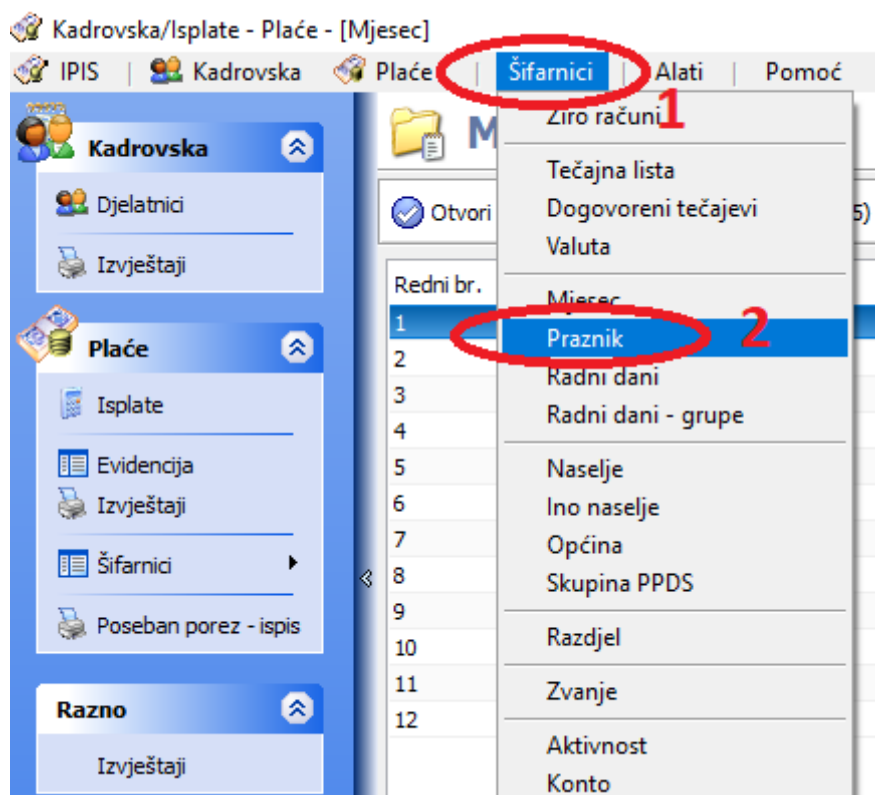 Kadrovska/Isplate - Plaće - [Mjesec]
IPIS | Kadrovska Plaće | Šifarnici | Alati | Pomoć
1
Kadrovska
Djelatnici
Izvještaji
Plaće
Isplate
Evidencija
Izvještaji
Šifarnici
Poseban porez - ispis
Razno
Izvještaji
M
Otvori
5)
Redni br.
1
2
3
4
5
6
7
8
9
10
11
12
Žiro računi
Tečajna lista
Dogovoreni tečajevi
Valuta
Mjesec
Praznik 2
Radni dani
Radni dani - grupe
Naselje
Ino naselje
Općina
Skupina PPDS
Razdjel
Zvanje
Aktivnost
Konto